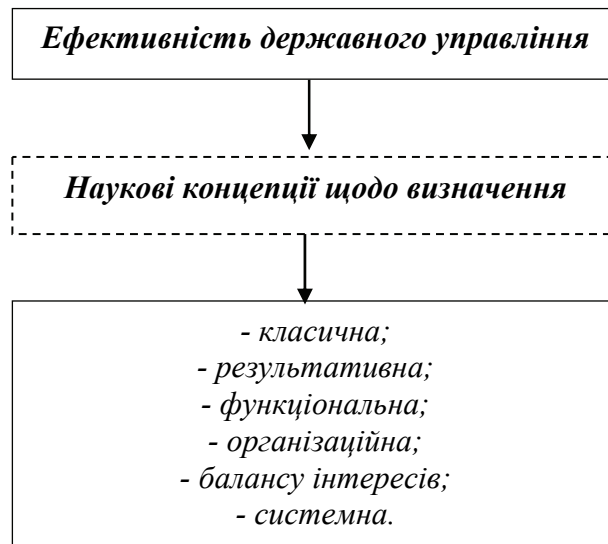 Ефективність державного управління
Наукові концепції щодо визначення
- класична;
- результативна;
- функціональна;
- організаційна;
- балансу інтересів;
- системна.